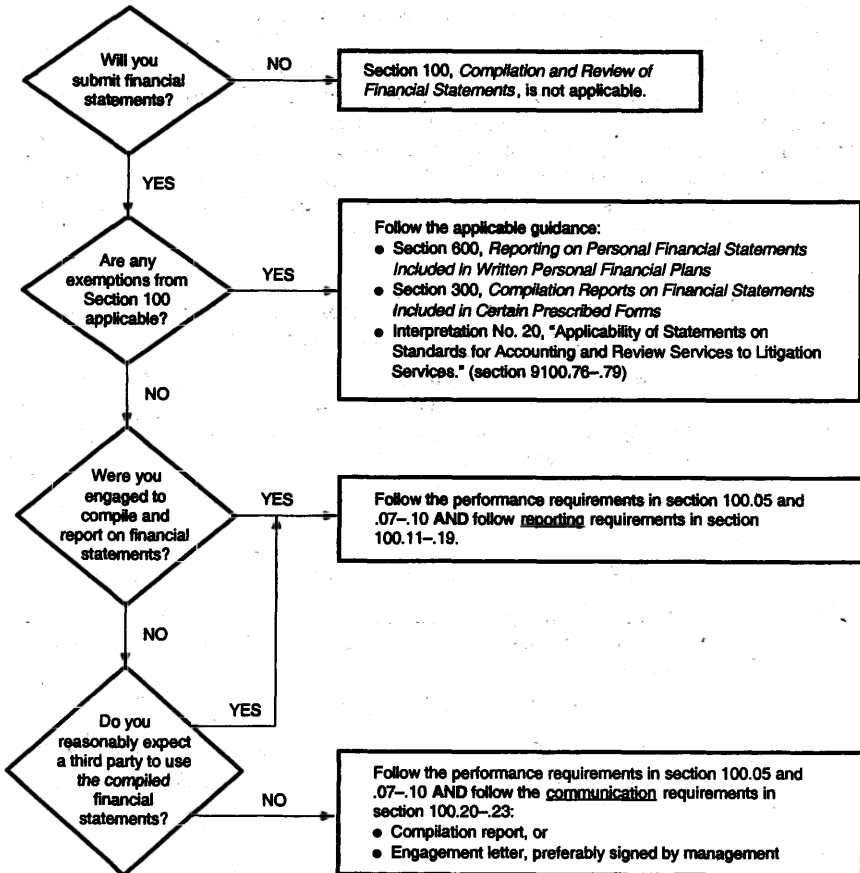 Will you
submit financial
statements?
NO
Section 100, Compilation and Review of
Financial Statements, is not applicable.
YES
Are any
exemptions from
Section 100
applicable?
YES
Follow the applicable guidance:
● Section 600, Reporting on Personal Financial Statements
Included in Written Personal Financial Plans
● Section 300, Compilation Reports on Financial Statements
Included in Certain Prescribed Forms
● Interpretation No. 20, "Applicability of Statements on
Standards for Accounting and Review Services to Litigation
Services." (section 9100.76–.79)
NO
Were you
engaged to
compile and
report on financial
statements?
YES
Follow the performance requirements in section 100.05 and
.07–.10 AND follow reporting requirements in section
100.11–.19.
NO
Do you
reasonably expect
a third party to use
the compiled
financial
statements?
YES
NO
Follow the performance requirements in section 100.05 and
.07–.10 AND follow the communication requirements in
section 100.20–.23:
● Compilation report, or
● Engagement letter, preferably signed by management